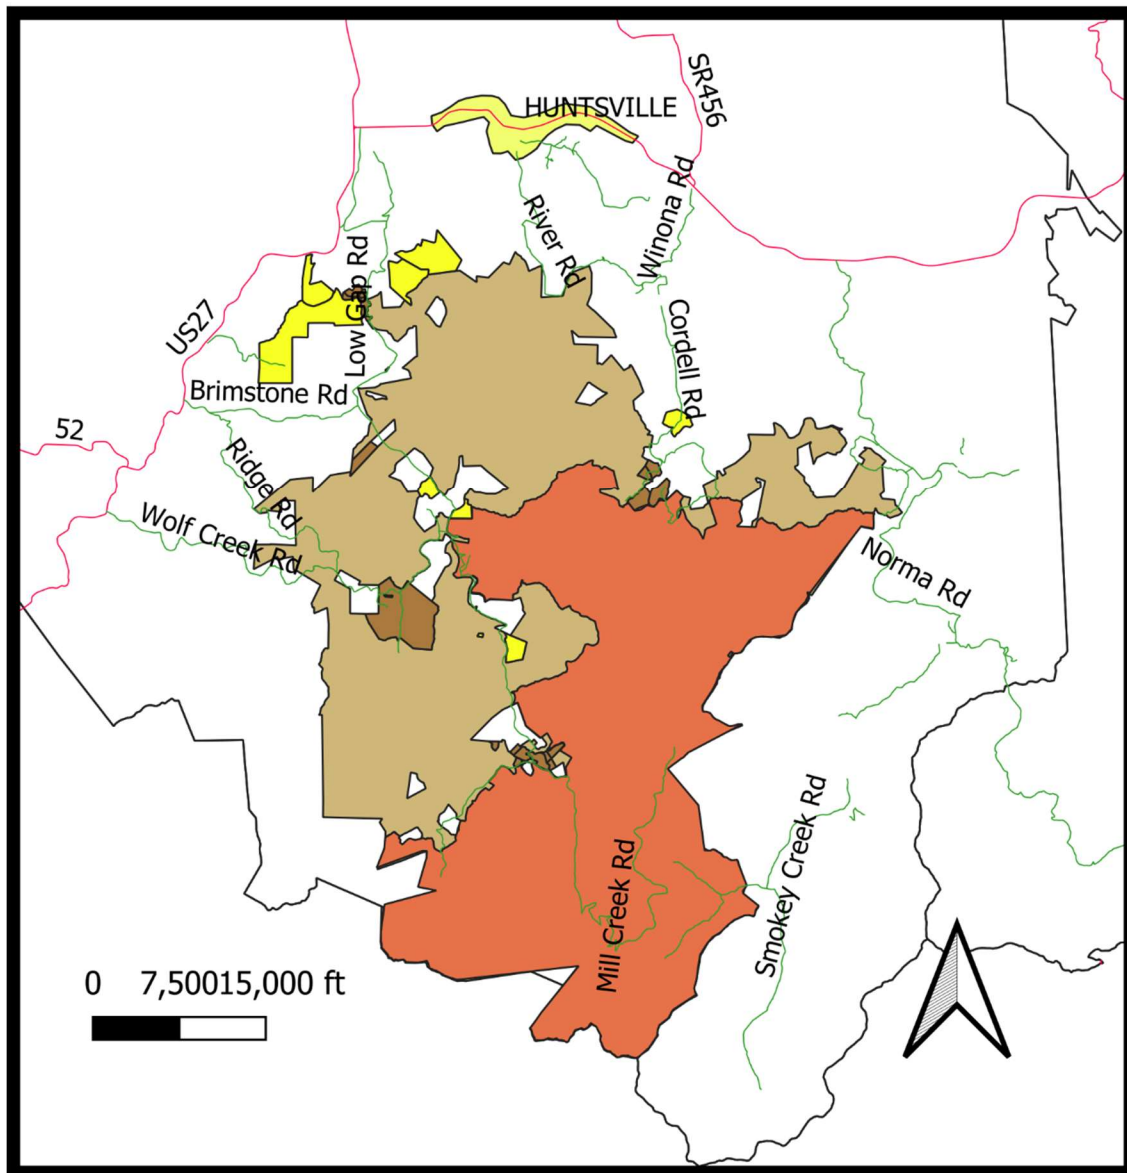 SR456
HUNTSVILLE
River Rd
Winona Rd
Low Gap Rd
US27
Cordell Rd
Brimstone Rd
52
Ridge Rd
Wolf Creek Rd
Norma Rd
Smokey Creek Rd
Mill Creek Rd
0 7,50015,000 ft